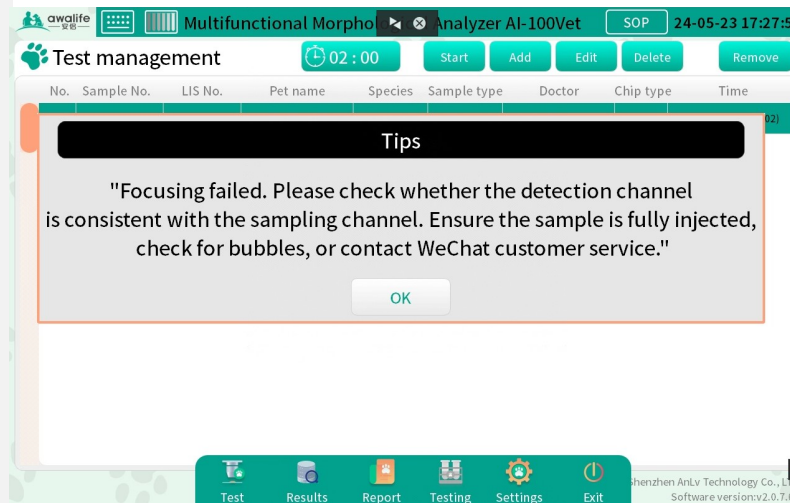 awalife
安侣
Multifunctional Morphol Analyzer AI-100Vet
SOP
24-05-23 17:27:5
Test management
02:00
Start
Add
Edit
Delete
Remove
No. Sample No. LIS No. Pet name Species Sample type Doctor Chip type Time
02)
Tips
"Focusing failed. Please check whether the detection channel
is consistent with the sampling channel. Ensure the sample is fully injected,
check for bubbles, or contact WeChat customer service."
OK
Test
Results
Report
Testing
Settings
Exit
Shenzhen AnLv Technology Co., LT
Software version:v2.0.7.